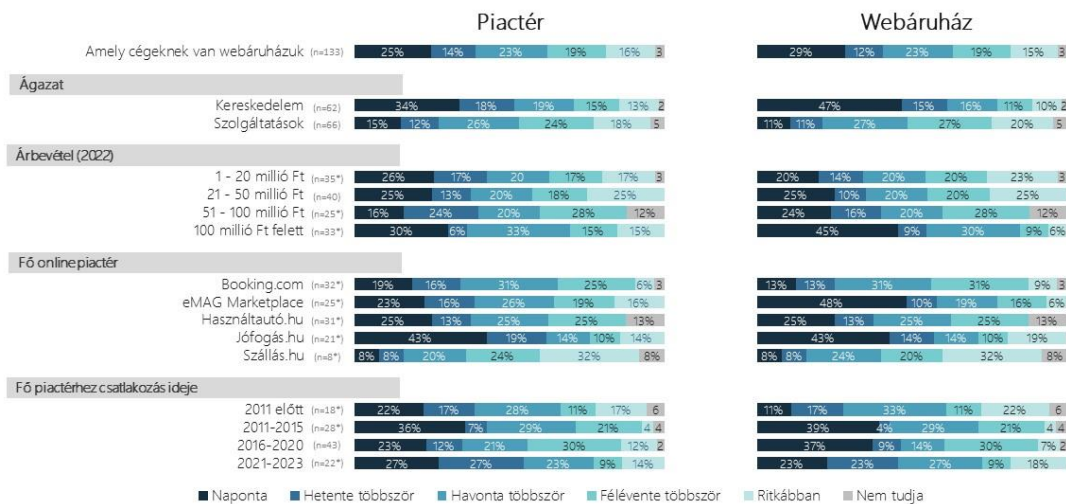 Piactér Webáruház
Amely cégeknek van webáruházuk (n=133) 25% 14% 23% 19% 16% 3 29% 12% 23% 19% 15% 3
Ágazat
Kereskedelem (n=62) 34% 18% 19% 15% 13% 2 47% 15% 16% 11% 10% 2
Szolgáltatások (n=66) 15% 12% 26% 24% 18% 5 11% 11% 27% 27% 20% 5
Árbevétel (2022)
1 - 20 millió Ft (n=35*) 26% 17% 20 17% 17% 3 20% 14% 20% 20% 23% 3
21 - 50 millió Ft (n=40) 25% 13% 20% 18% 25% 25% 10% 20% 20% 25%
51 - 100 millió Ft (n=25*) 16% 24% 20% 28% 12% 24% 16% 20% 28% 12%
100 millió Ft felett (n=33*) 30% 6% 33% 15% 15% 45% 9% 30% 9% 6%
Fő online piactér
Booking.com (n=32*) 19% 16% 31% 25% 6% 3 13% 13% 31% 31% 9% 3
eMAG Marketplace (n=25*) 23% 16% 26% 19% 16% 48% 10% 19% 16% 6%
Használtautó.hu (n=31*) 25% 13% 25% 25% 13% 25% 13% 25% 25% 13%
Jófogás.hu (n=21*) 43% 19% 14% 10% 14% 43% 14% 14% 10% 19%
Szállás.hu (n=8*) 8% 8% 20% 24% 32% 8% 8% 8% 24% 20% 32% 8%
Fő piactérhez csatlakozás ideje
2011 előtt (n=18*) 22% 17% 28% 11% 17% 6 11% 17% 33% 11% 22% 6
2011-2015 (n=28*) 36% 7% 29% 21% 4 4 39% 4% 29% 21% 4 4
2016-2020 (n=43) 23% 12% 21% 30% 12% 2 37% 9% 14% 30% 7% 2
2021-2023 (n=22*) 27% 27% 23% 9% 14% 23% 23% 27% 9% 18%
Naponta Hetente többször Havonta többször Félévente többször Ritkábban Nem tudja